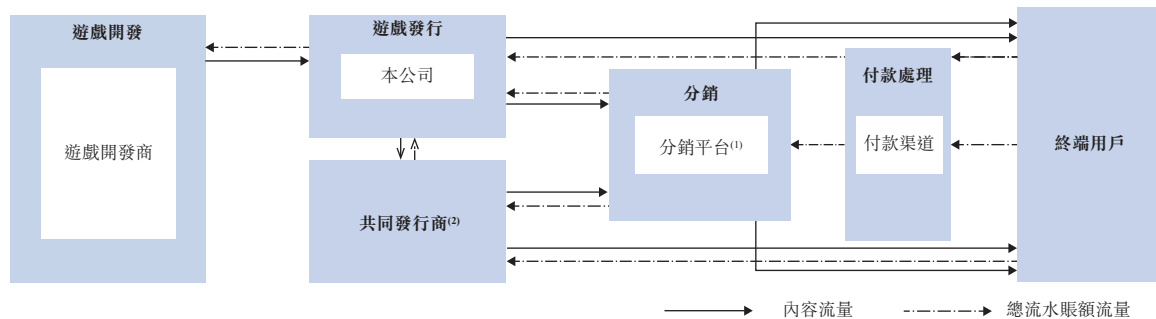 遊戲開發
遊戲開發商
遊戲發行
本公司
共同發行商(2)
分銷
分銷平台(1)
付款處理
付款渠道
終端用戶
內容流量
總流水賬額流量